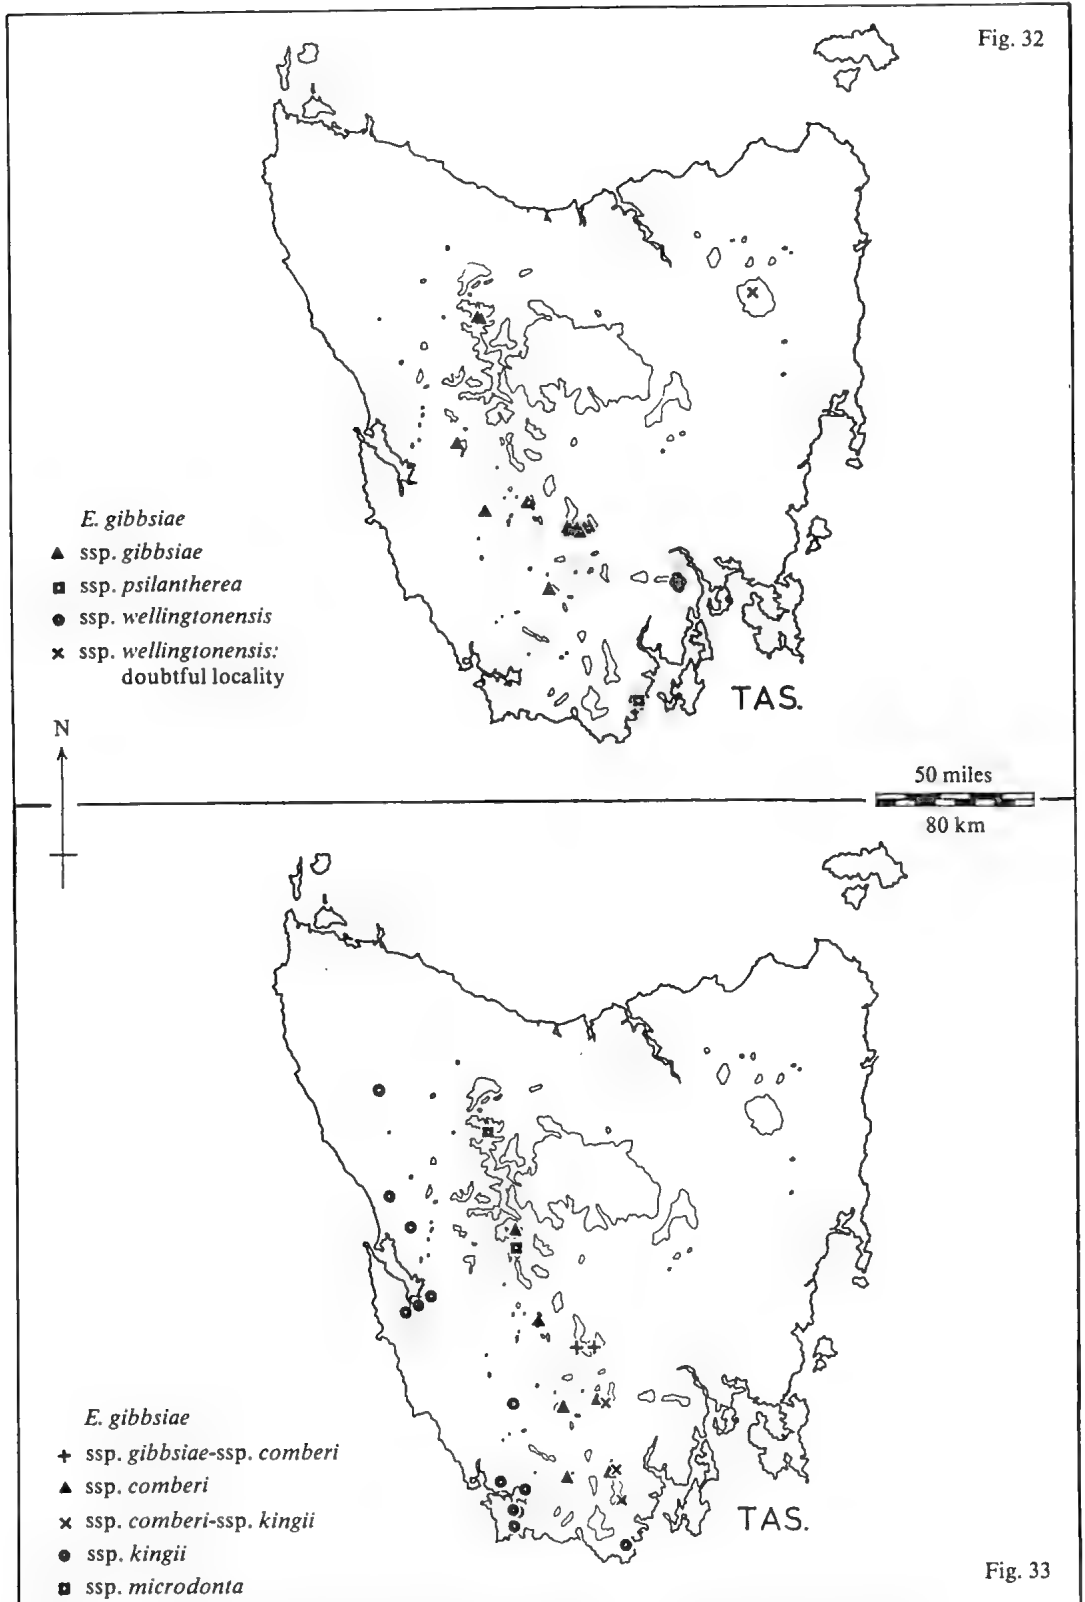 Fig. 32
E. gibbsiae
ssp. gibbsiae
ssp. psilantherea
ssp. wellingtonensis
ssp. wellingtonensis:
doubtful locality
TAS.
N
50 miles
80 km
E. gibbsiae
ssp. gibbsiae-ssp. comberi
ssp. comberi
ssp. comberi-ssp. kingii
ssp. kingii
ssp. microdonta
TAS.
Fig. 33